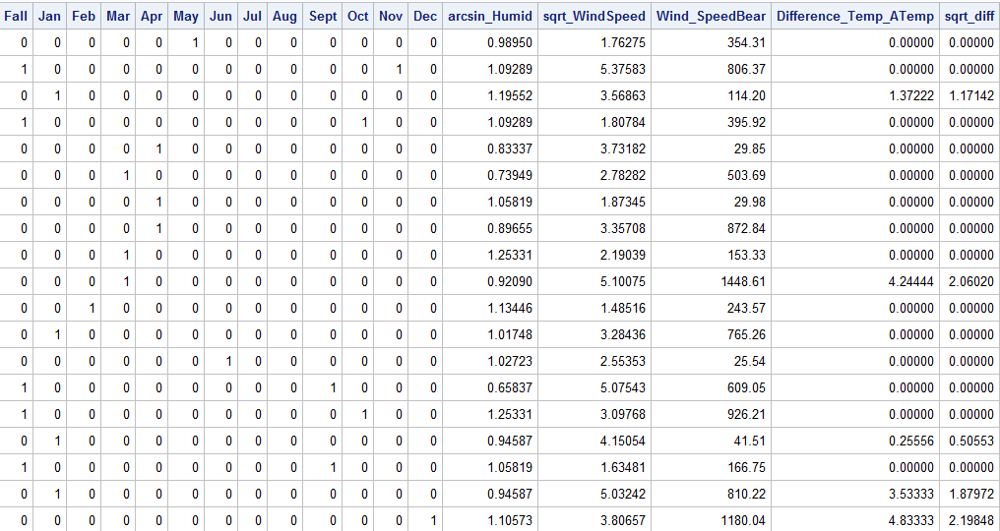 Fall Jan Feb Mar Apr May Jun Jul Aug Sept Oct Nov Dec arcsin_Humid sqrt_WindSpeed Wind_SpeedBear Difference_Temp_ATemp sqrt_diff
0 0 0 0 0 1 0 0 0 0 0 0 0 0.98950 1.76275 354.31 0.00000 0.00000
1 0 0 0 0 0 0 0 0 0 0 1 0 1.09289 5.37583 806.37 0.00000 0.00000
0 1 0 0 0 0 0 0 0 0 0 0 0 1.19552 3.56863 114.20 1.37222 1.17142
1 0 0 0 0 0 0 0 0 0 1 0 0 1.09289 1.80784 395.92 0.00000 0.00000
0 0 0 0 1 0 0 0 0 0 0 0 0 0.83337 3.73182 29.85 0.00000 0.00000
0 0 0 1 0 0 0 0 0 0 0 0 0 0.73949 2.78282 503.69 0.00000 0.00000
0 0 0 0 1 0 0 0 0 0 0 0 0 1.05819 1.87345 29.98 0.00000 0.00000
0 0 0 0 1 0 0 0 0 0 0 0 0 0.89655 3.35708 872.84 0.00000 0.00000
0 0 0 1 0 0 0 0 0 0 0 0 0 1.25331 2.19039 153.33 0.00000 0.00000
0 0 0 1 0 0 0 0 0 0 0 0 0 0.92090 5.10075 1448.61 4.24444 2.06020
0 0 1 0 0 0 0 0 0 0 0 0 0 1.13446 1.48516 243.57 0.00000 0.00000
0 1 0 0 0 0 0 0 0 0 0 0 0 1.01748 3.28436 765.26 0.00000 0.00000
0 0 0 0 0 0 1 0 0 0 0 0 0 1.02723 2.55353 25.54 0.00000 0.00000
1 0 0 0 0 0 0 0 0 1 0 0 0 0.65837 5.07543 609.05 0.00000 0.00000
1 0 0 0 0 0 0 0 0 0 1 0 0 1.25331 3.09768 926.21 0.00000 0.00000
0 1 0 0 0 0 0 0 0 0 0 0 0 0.94587 4.15054 41.51 0.25556 0.50553
1 0 0 0 0 0 0 0 0 1 0 0 0 1.05819 1.63481 166.75 0.00000 0.00000
0 1 0 0 0 0 0 0 0 0 0 0 0 0.94587 5.03242 810.22 3.53333 1.87972
0 0 0 0 0 0 0 0 0 0 0 0 1 1.10573 3.80657 1180.04 4.83333 2.19848